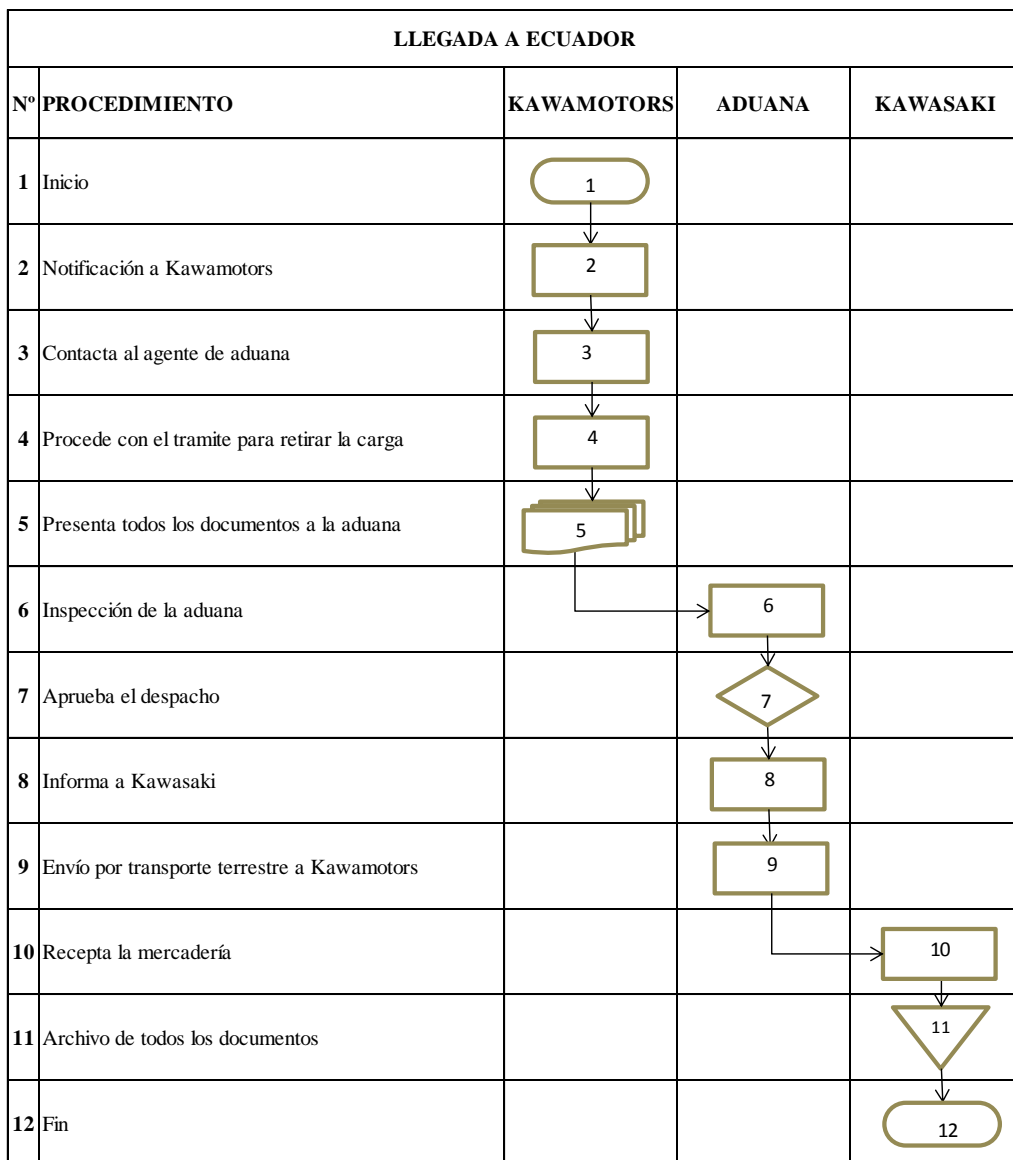 LLEGADA A ECUADOR
Nº PROCEDIMIENTO KAWAMOTORS ADUANA KAWASAKI
1 Inicio 1
2 Notificación a Kawamotors 2
3 Contacta al agente de aduana 3
4 Procede con el tramite para retirar la carga 4
5 Presenta todos los documentos a la aduana 5
6 Inspección de la aduana 6
7 Aprueba el despacho 7
8 Informa a Kawasaki 8
9 Envío por transporte terrestre a Kawamotors 9
10 Recepta la mercadería 10
11 Archivo de todos los documentos 11
12 Fin 12